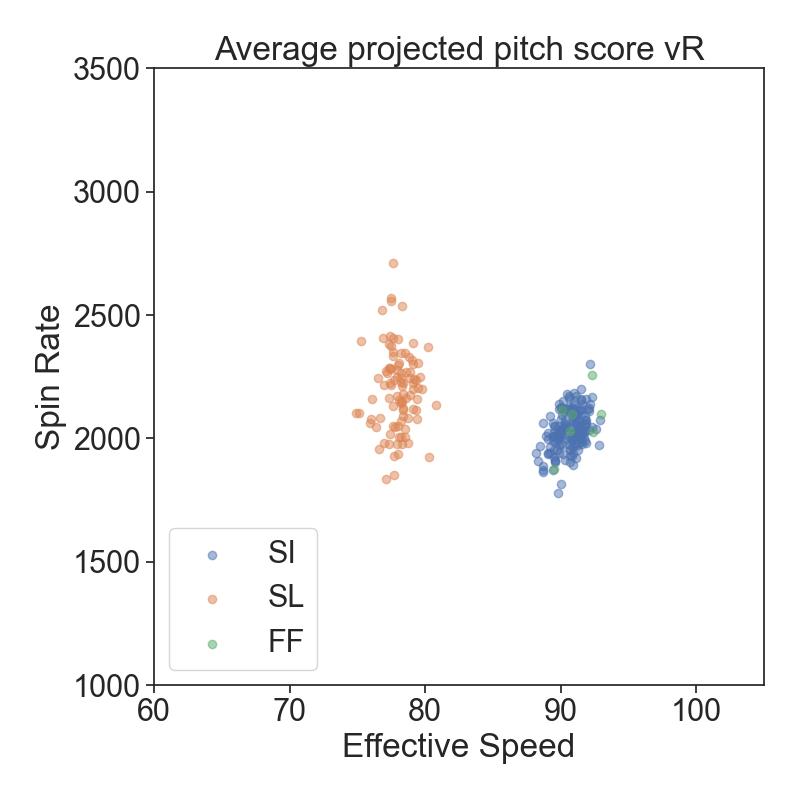 Average projected pitch score vR
3500
3000
2500
2000
1500
1000
Spin Rate
SI
SL
FF
60 70 80 90 100
Effective Speed